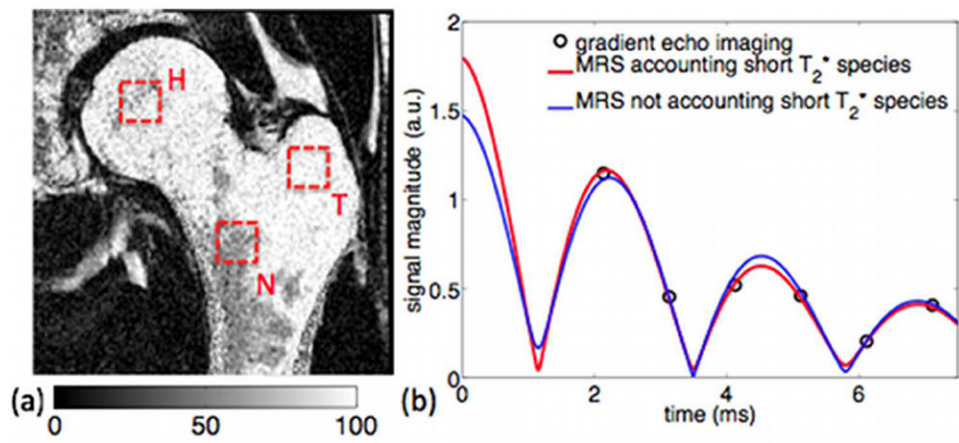 H
T
N
(a)
0
50
100
2
1.5
1
0.5
0
signal magnitude (a.u.)
gradient echo imaging
MRS accounting short T₂* species
MRS not accounting short T₂* species
0
2
4
6
time (ms)
(b)